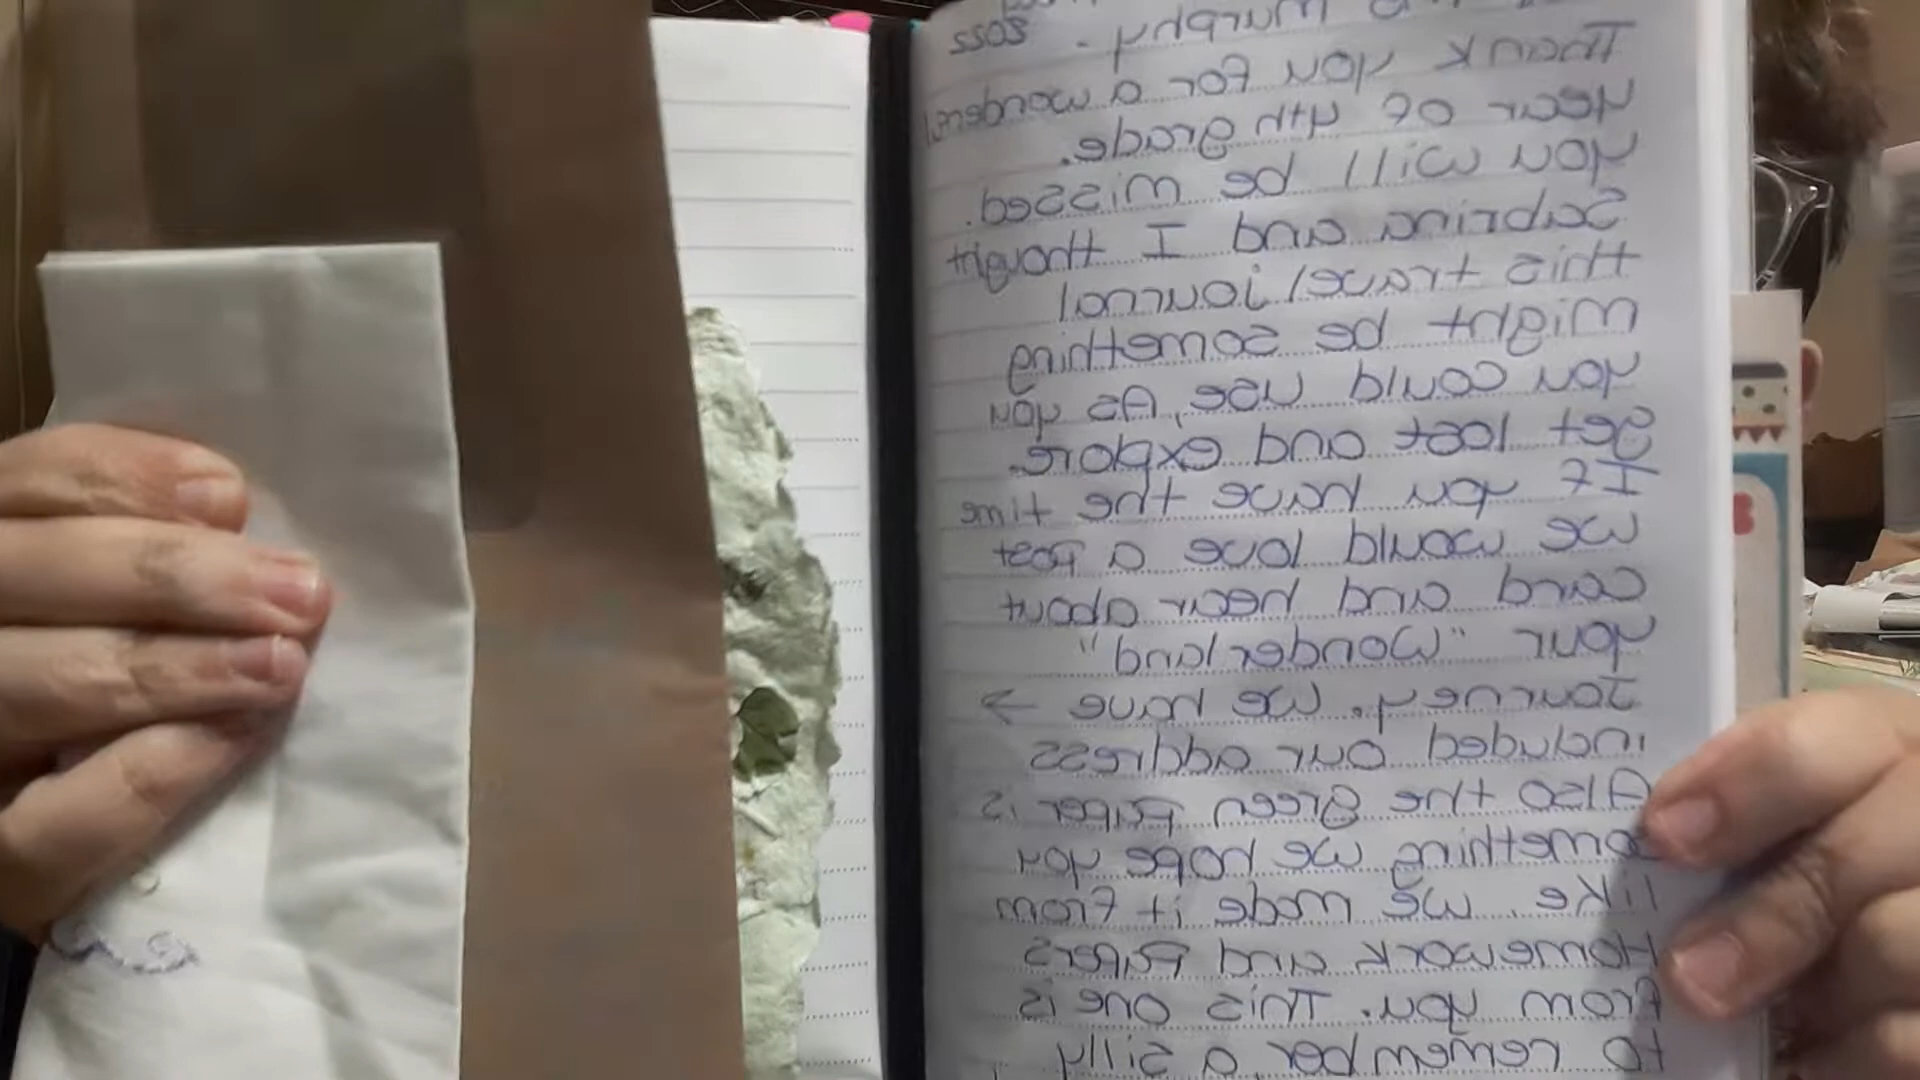 Murphy - 2022
Thank you for a wonderful
year of 4th grade.
you will be missed.
Sabrina and I thought
this travel journal
might be something
you could use, As you
get lost and explore.
If you have the time
we would love a post
card and hear about
your "Wonderland"
Journey. We have →
included our address
Also the green paper is
something we hope you
like. We made it from
Homework and Papers
from you. This one is
to remember a silly